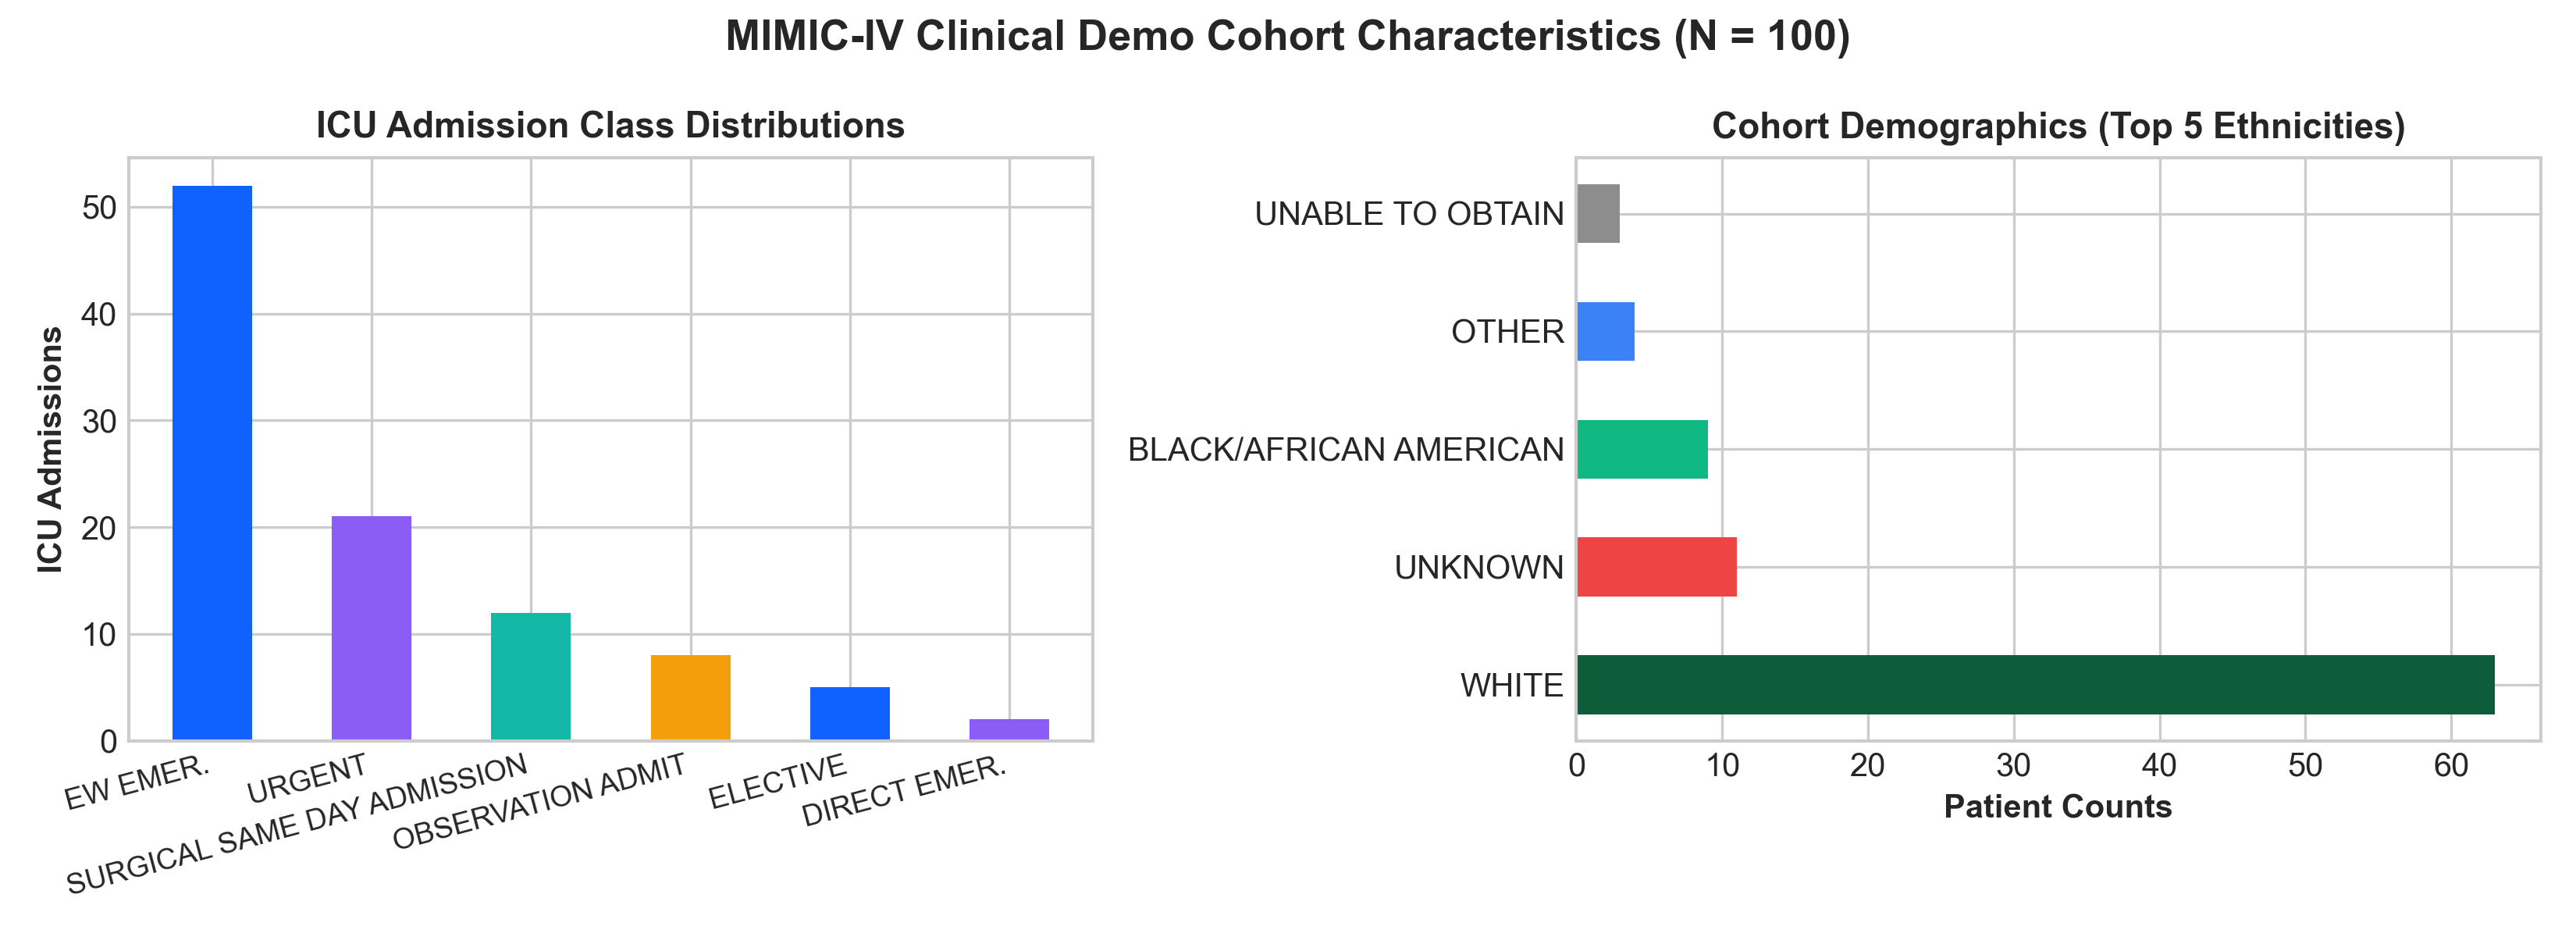 MIMIC-IV Clinical Demo Cohort Characteristics (N = 100)
ICU Admission Class Distributions
ICU Admissions
50
40
30
20
10
0
EW EMER.
URGENT
SURGICAL SAME DAY ADMISSION
OBSERVATION ADMIT
ELECTIVE
DIRECT EMER.
Cohort Demographics (Top 5 Ethnicities)
UNABLE TO OBTAIN
OTHER
BLACK/AFRICAN AMERICAN
UNKNOWN
WHITE
0 10 20 30 40 50 60
Patient Counts